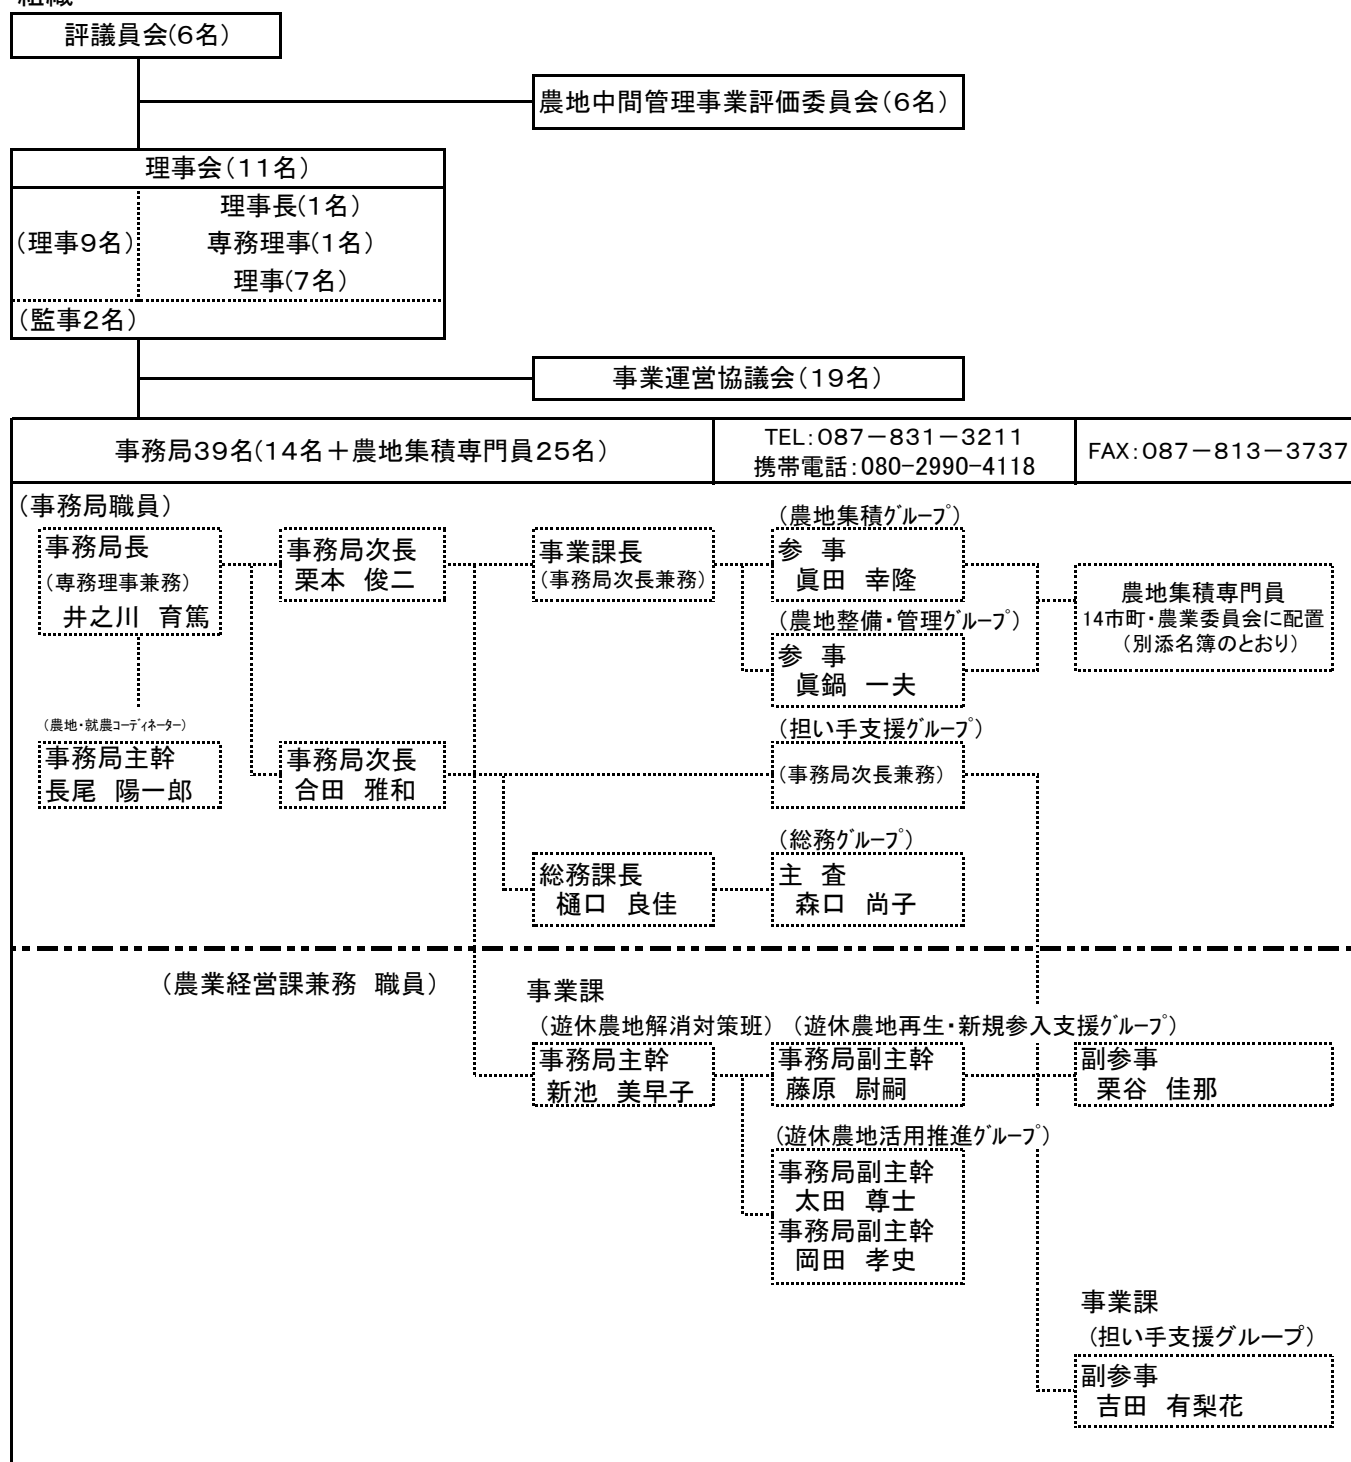 組織
評議員会(6名)
農地中間管理事業評価委員会(6名)
理事会(11名)
理事長(1名)
(理事9名)
専務理事(1名)
理事(7名)
(監事2名)
事業運営協議会(19名)
事務局39名(14名+農地集積専門員25名)
TEL:087-831-3211
携帯電話:080-2990-4118
FAX:087-813-3737
(事務局職員)
事務局長
(専務理事兼務)
井之川 育篤
事務局次長
栗本 俊二
事業課長
(事務局次長兼務)
(農地集積グループ)
参 事
眞田 幸隆
(農地整備・管理グループ)
参 事
眞鍋 一夫
農地集積専門員
14市町・農業委員会に配置
(別添名簿のとおり)
(農地・就農コーディネーター)
事務局主幹
長尾 陽一郎
事務局次長
合田 雅和
(担い手支援グループ)
(事務局次長兼務)
総務課長
樋口 良佳
(総務グループ)
主 査
森口 尚子
(農業経営課兼務 職員)
事業課
(遊休農地解消対策班)
(遊休農地再生・新規参入支援グループ)
事務局主幹
新池 美早子
事務局副主幹
藤原 尉嗣
副参事
栗谷 佳那
(遊休農地活用推進グループ)
事務局副主幹
太田 尊士
事務局副主幹
岡田 孝史
事業課
(担い手支援グループ)
副参事
吉田 有梨花